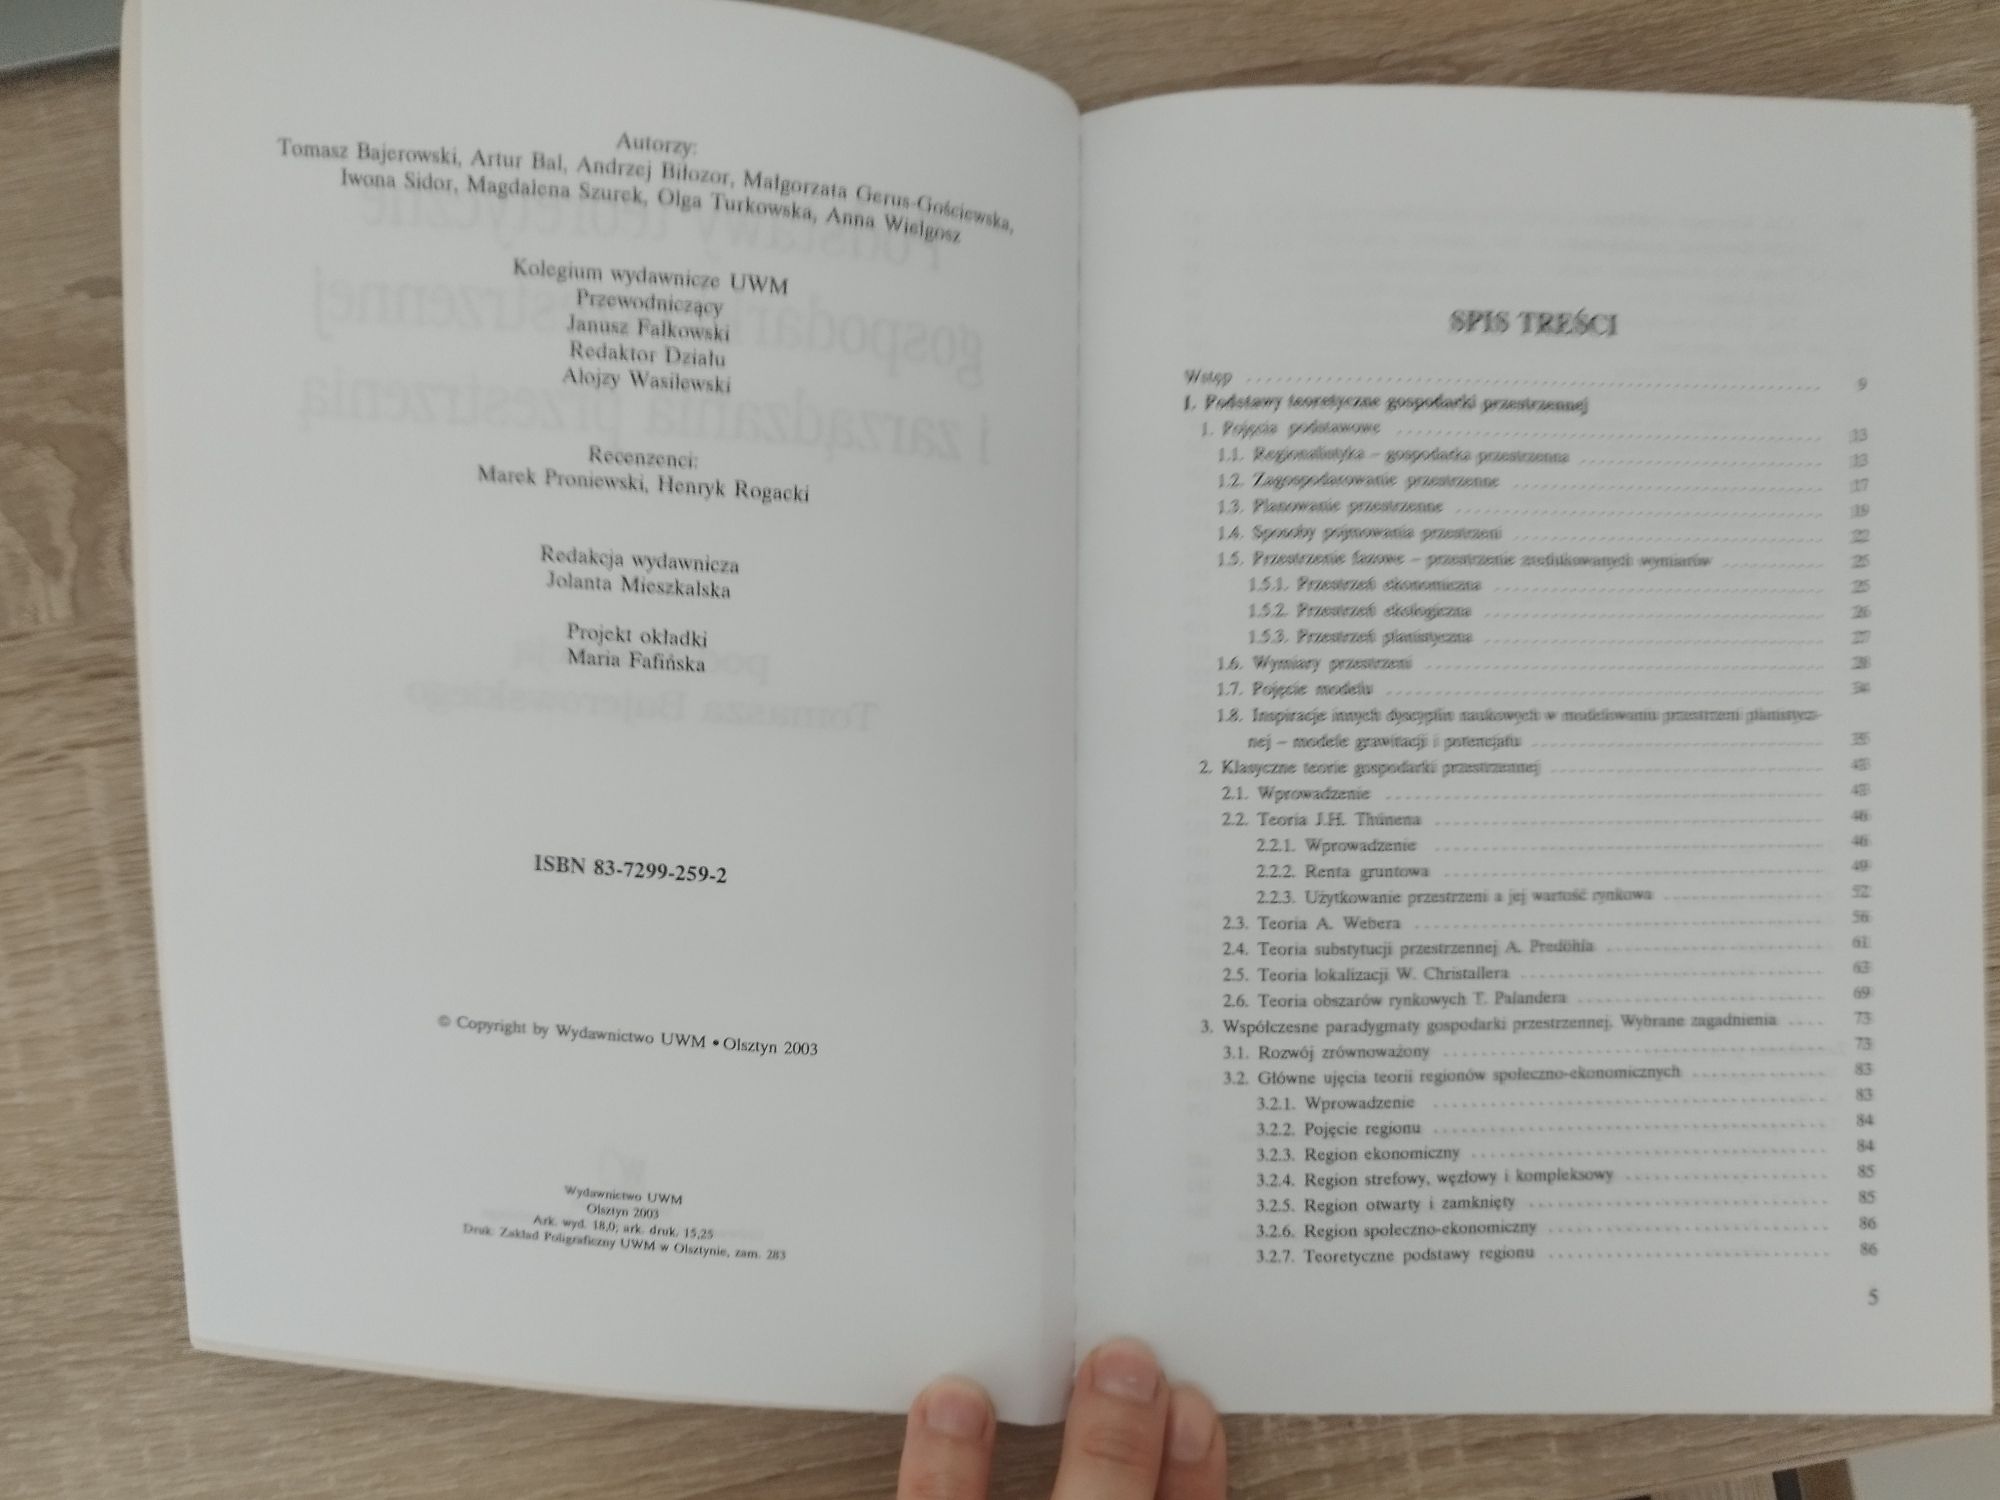 Autorzy:
Tomasz Bajerowski, Artur Bal, Andrzej Biłozor, Małgorzata Gerus-Gościewska,
Iwona Sidor, Magdalena Szurek, Olga Turkowska, Anna Wielgosz
Kolegium wydawnicze UWM
Przewodniczący
Janusz Falkowski
Redaktor Działu
Alojzy Wasilewski
Recenzenci:
Marek Proniewski, Henryk Rogacki
Redakcja wydawnicza
Jolanta Mieszkalska
Projekt okładki
Maria Fafińska
ISBN 83-7299-259-2
© Copyright by Wydawnictwo UWM • Olsztyn 2003
Wydawnictwo UWM
Olsztyn 2003
Ark. wyd. 18,0; ark. druk. 15,25
Druk: Zakład Poligraficzny UWM w Olsztynie, zam. 283
SPIS TREŚCI
Wstęp 9
I. Podstawy teoretyczne gospodarki przestrzennej
1. Pojęcia podstawowe 13
1.1. Regionalistyka – gospodarka przestrzenna 13
1.2. Zagospodarowanie przestrzenne 17
1.3. Planowanie przestrzenne 19
1.4. Sposoby pojmowania przestrzeni 22
1.5. Przestrzenie fazowe – przestrzenie zredukowanych wymiarów 25
1.5.1. Przestrzeń ekonomiczna 25
1.5.2. Przestrzeń ekologiczna 26
1.5.3. Przestrzeń planistyczna 27
1.6. Wymiary przestrzeni 28
1.7. Pojęcie modelu 34
1.8. Inspiracje innych dyscyplin naukowych w modelowaniu przestrzeni planistycz-
nej – modele grawitacji i potencjału 35
2. Klasyczne teorie gospodarki przestrzennej 43
2.1. Wprowadzenie 43
2.2. Teoria J.H. Thünena 46
2.2.1. Wprowadzenie 46
2.2.2. Renta gruntowa 49
2.2.3. Użytkowanie przestrzeni a jej wartość rynkowa 52
2.3. Teoria A. Webera 56
2.4. Teoria substytucji przestrzennej A. Predöhla 61
2.5. Teoria lokalizacji W. Christallera 63
2.6. Teoria obszarów rynkowych T. Palandera 69
3. Współczesne paradygmaty gospodarki przestrzennej. Wybrane zagadnienia 73
3.1. Rozwój zrównoważony 73
3.2. Główne ujęcia teorii regionów społeczno-ekonomicznych 83
3.2.1. Wprowadzenie 83
3.2.2. Pojęcie regionu 84
3.2.3. Region ekonomiczny 84
3.2.4. Region strefowy, węzłowy i kompleksowy 85
3.2.5. Region otwarty i zamknięty 85
3.2.6. Region społeczno-ekonomiczny 86
3.2.7. Teoretyczne podstawy regionu 86
5